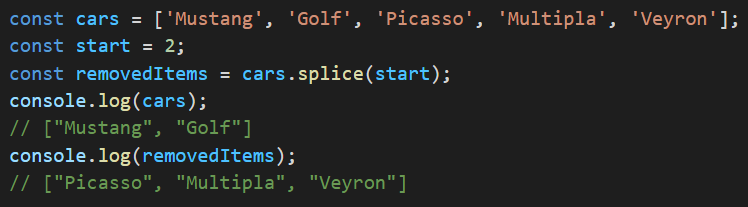 const cars = ['Mustang', 'Golf', 'Picasso', 'Multipla', 'Veyron'];
const start = 2;
const removedItems = cars.splice(start);
console.log(cars);
// ["Mustang", "Golf"]
console.log(removedItems);
// ["Picasso", "Multipla", "Veyron"]